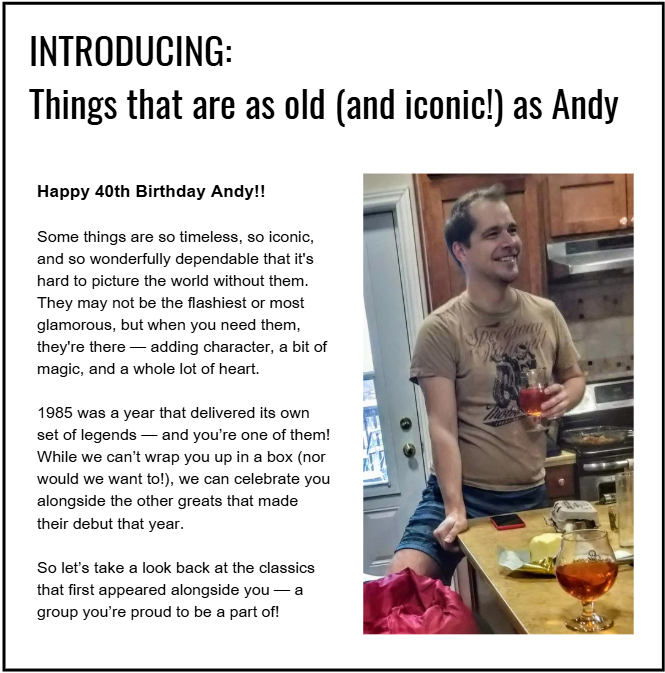 INTRODUCING:
Things that are as old (and iconic!) as Andy
Happy 40th Birthday Andy!!
Some things are so timeless, so iconic,
and so wonderfully dependable that it's
hard to picture the world without them.
They may not be the flashiest or most
glamorous, but when you need them,
they're there — adding character, a bit of
magic, and a whole lot of heart.
1985 was a year that delivered its own
set of legends — and you’re one of them!
While we can’t wrap you up in a box (nor
would we want to!), we can celebrate you
alongside the other greats that made
their debut that year.
So let’s take a look back at the classics
that first appeared alongside you — a
group you’re proud to be a part of!
Speedway